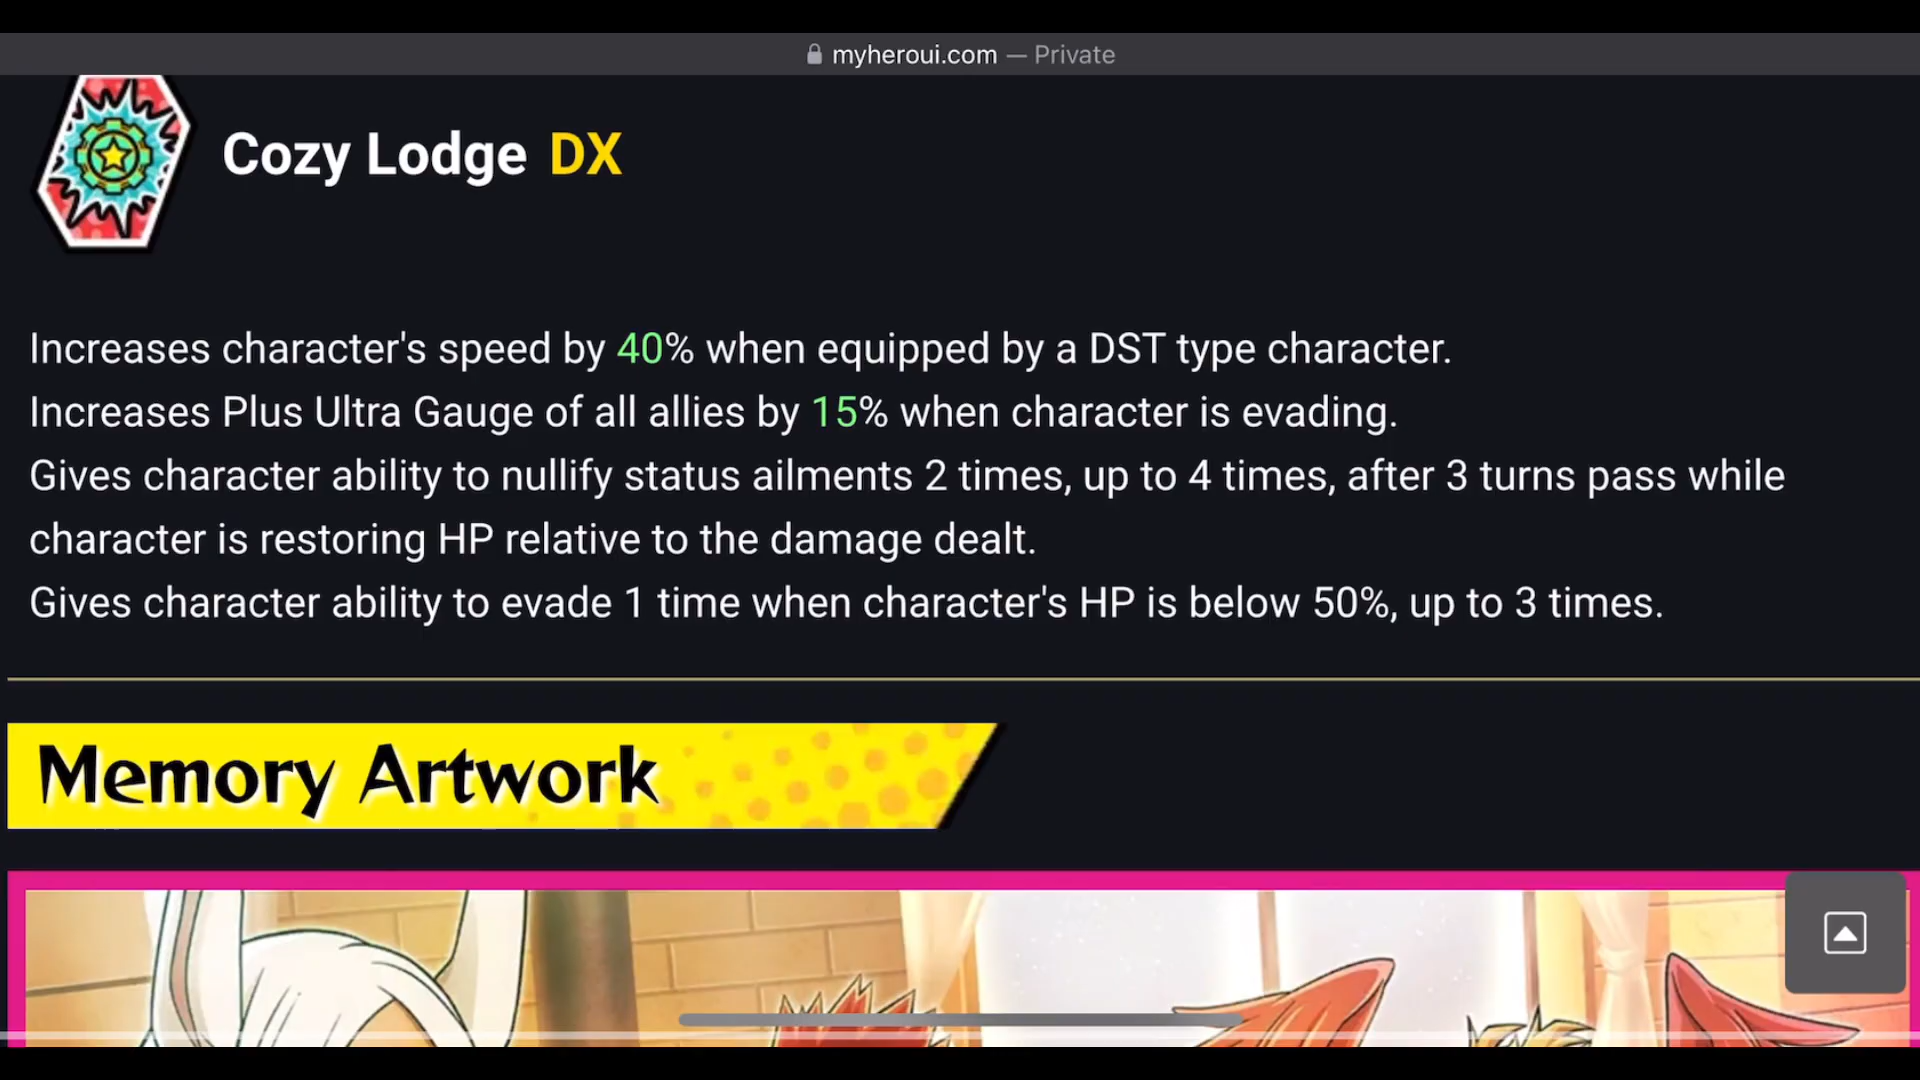 myheroui.com — Private
Cozy Lodge DX
Increases character's speed by 40% when equipped by a DST type character.
Increases Plus Ultra Gauge of all allies by 15% when character is evading.
Gives character ability to nullify status ailments 2 times, up to 4 times, after 3 turns pass while
character is restoring HP relative to the damage dealt.
Gives character ability to evade 1 time when character's HP is below 50%, up to 3 times.
Memory Artwork